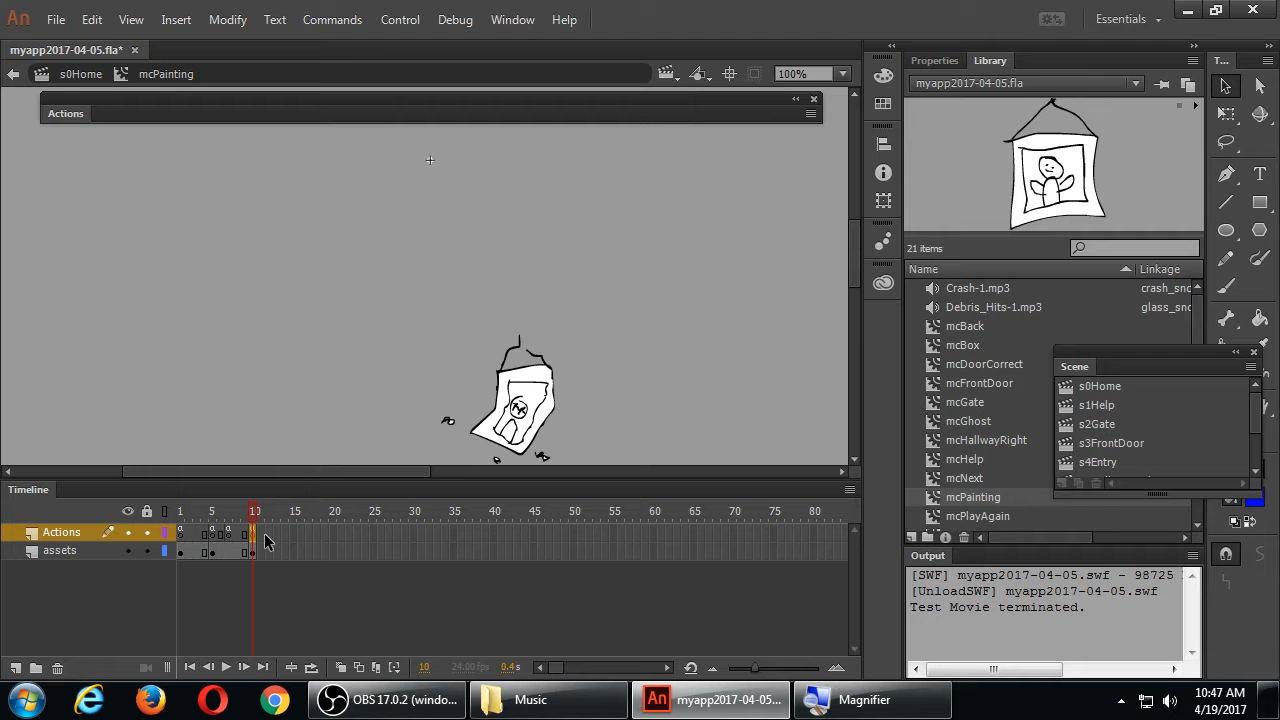 An File Edit View Insert Modify Text Commands Control Debug Window Help Essentials
myapp2017-04-05.fla* ×
s0Home mcPainting 100%
Actions
Properties Library
myapp2017-04-05.fla
21 items
Name Linkage
Crash-1.mp3 crash_snd
Debris_Hits-1.mp3 glass_snd
mcBack
mcBox
mcDoorCorrect
mcFrontDoor
mcGate
mcGhost
mcHallwayRight
mcHelp
mcNext
mcPainting
mcPlayAgain
Scene
s0Home
s1Help
s2Gate
s3FrontDoor
s4Entry
T...
Timeline
1 5 10 15 20 25 30 35 40 45 50 55 60 65 70 75 80
Actions
assets
10 24.00 fps 0.4s
Output
[SWF] myapp2017-04-05.swf - 98725
[UnloadSWF] myapp2017-04-05.swf
Test Movie terminated.
OBS 17.0.2 (windo...
Music
An myapp2017-04-05...
Magnifier
10:47 AM
4/19/2017